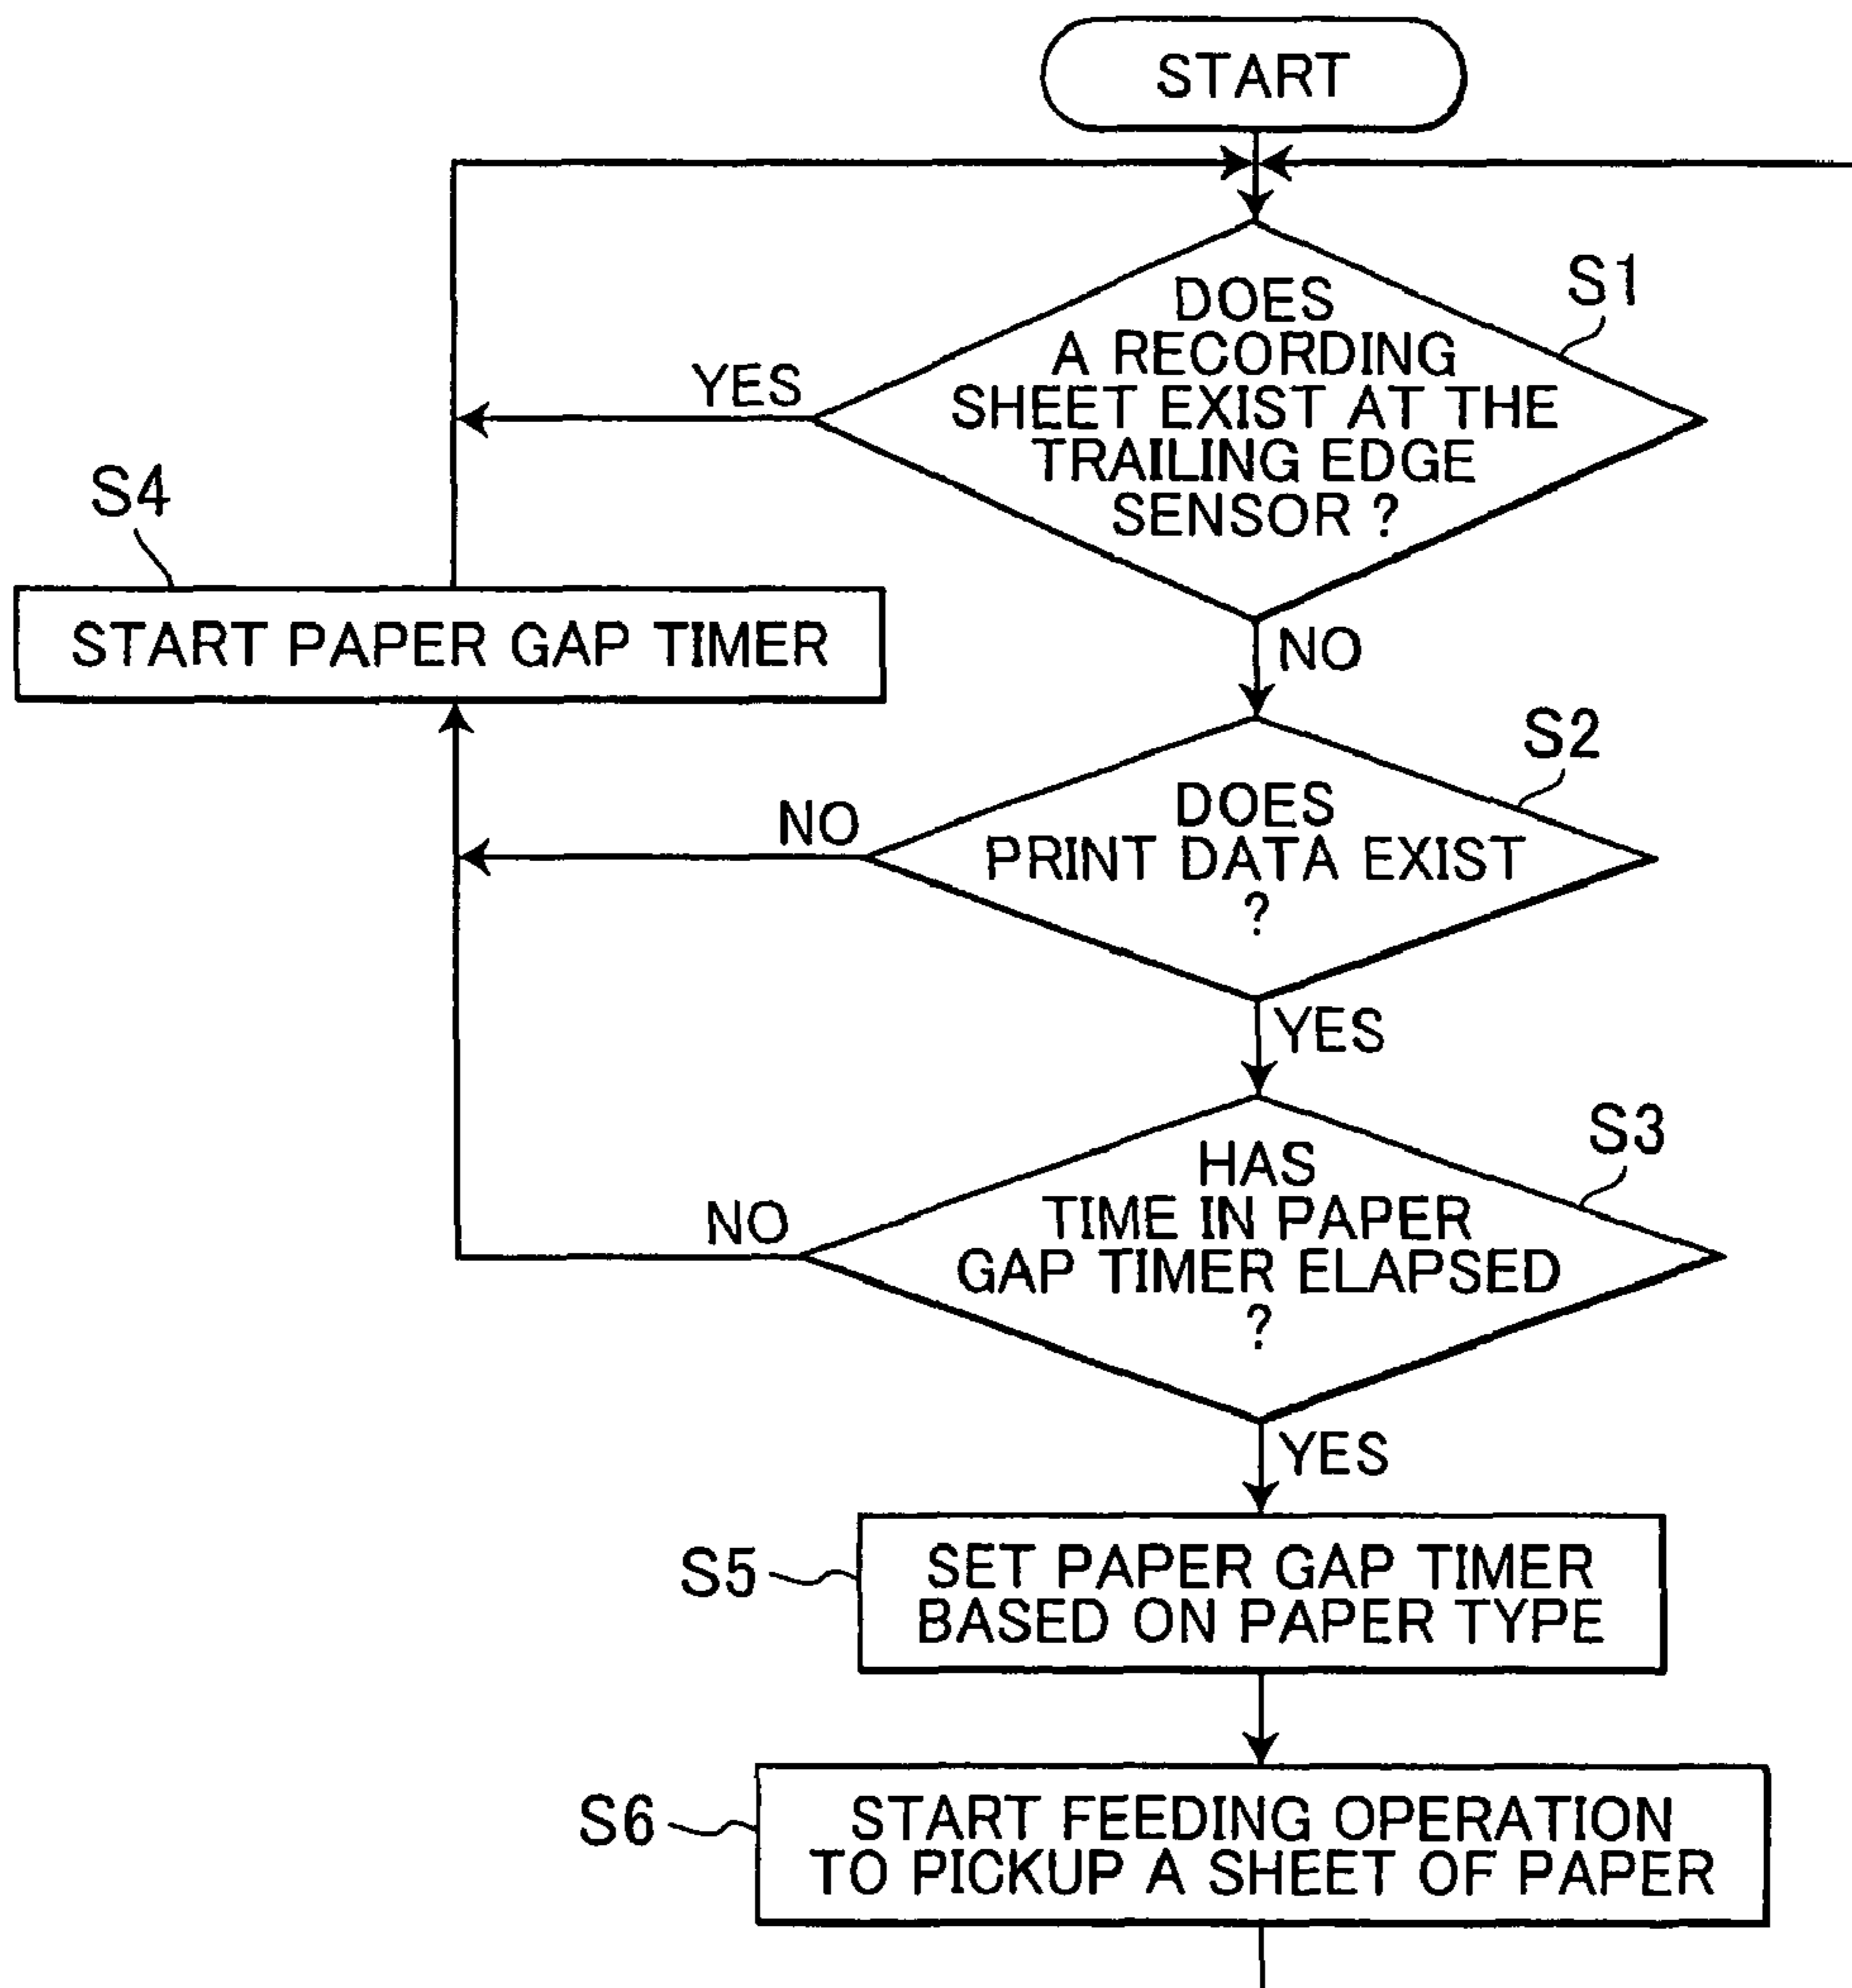 START
S1
DOES
A RECORDING
SHEET EXIST AT THE
TRAILING EDGE
SENSOR ?
YES
NO
S4
START PAPER GAP TIMER
S2
DOES
PRINT DATA EXIST
?
NO
YES
S3
HAS
TIME IN PAPER
GAP TIMER ELAPSED
?
NO
YES
S5
SET PAPER GAP TIMER
BASED ON PAPER TYPE
S6
START FEEDING OPERATION
TO PICKUP A SHEET OF PAPER